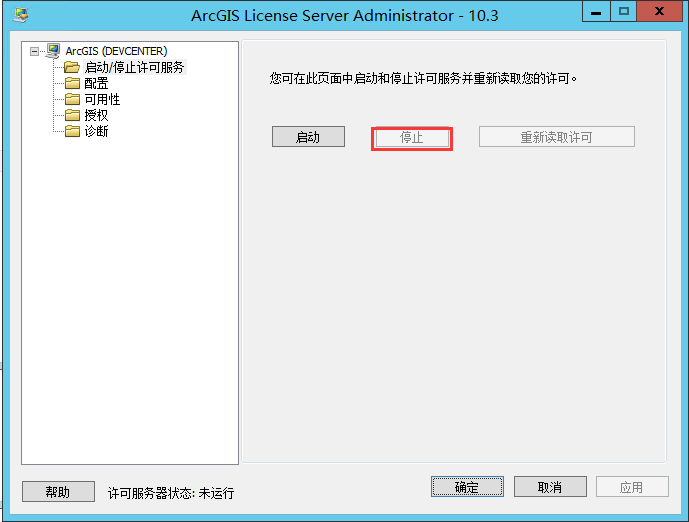 ArcGIS License Server Administrator - 10.3
ArcGIS (DEVCENTER)
启动/停止许可服务
配置
可用性
授权
诊断
您可在此页面中启动和停止许可服务并重新读取您的许可。
启动 停止 重新读取许可
帮助 许可服务器状态: 未运行 确定 取消 应用